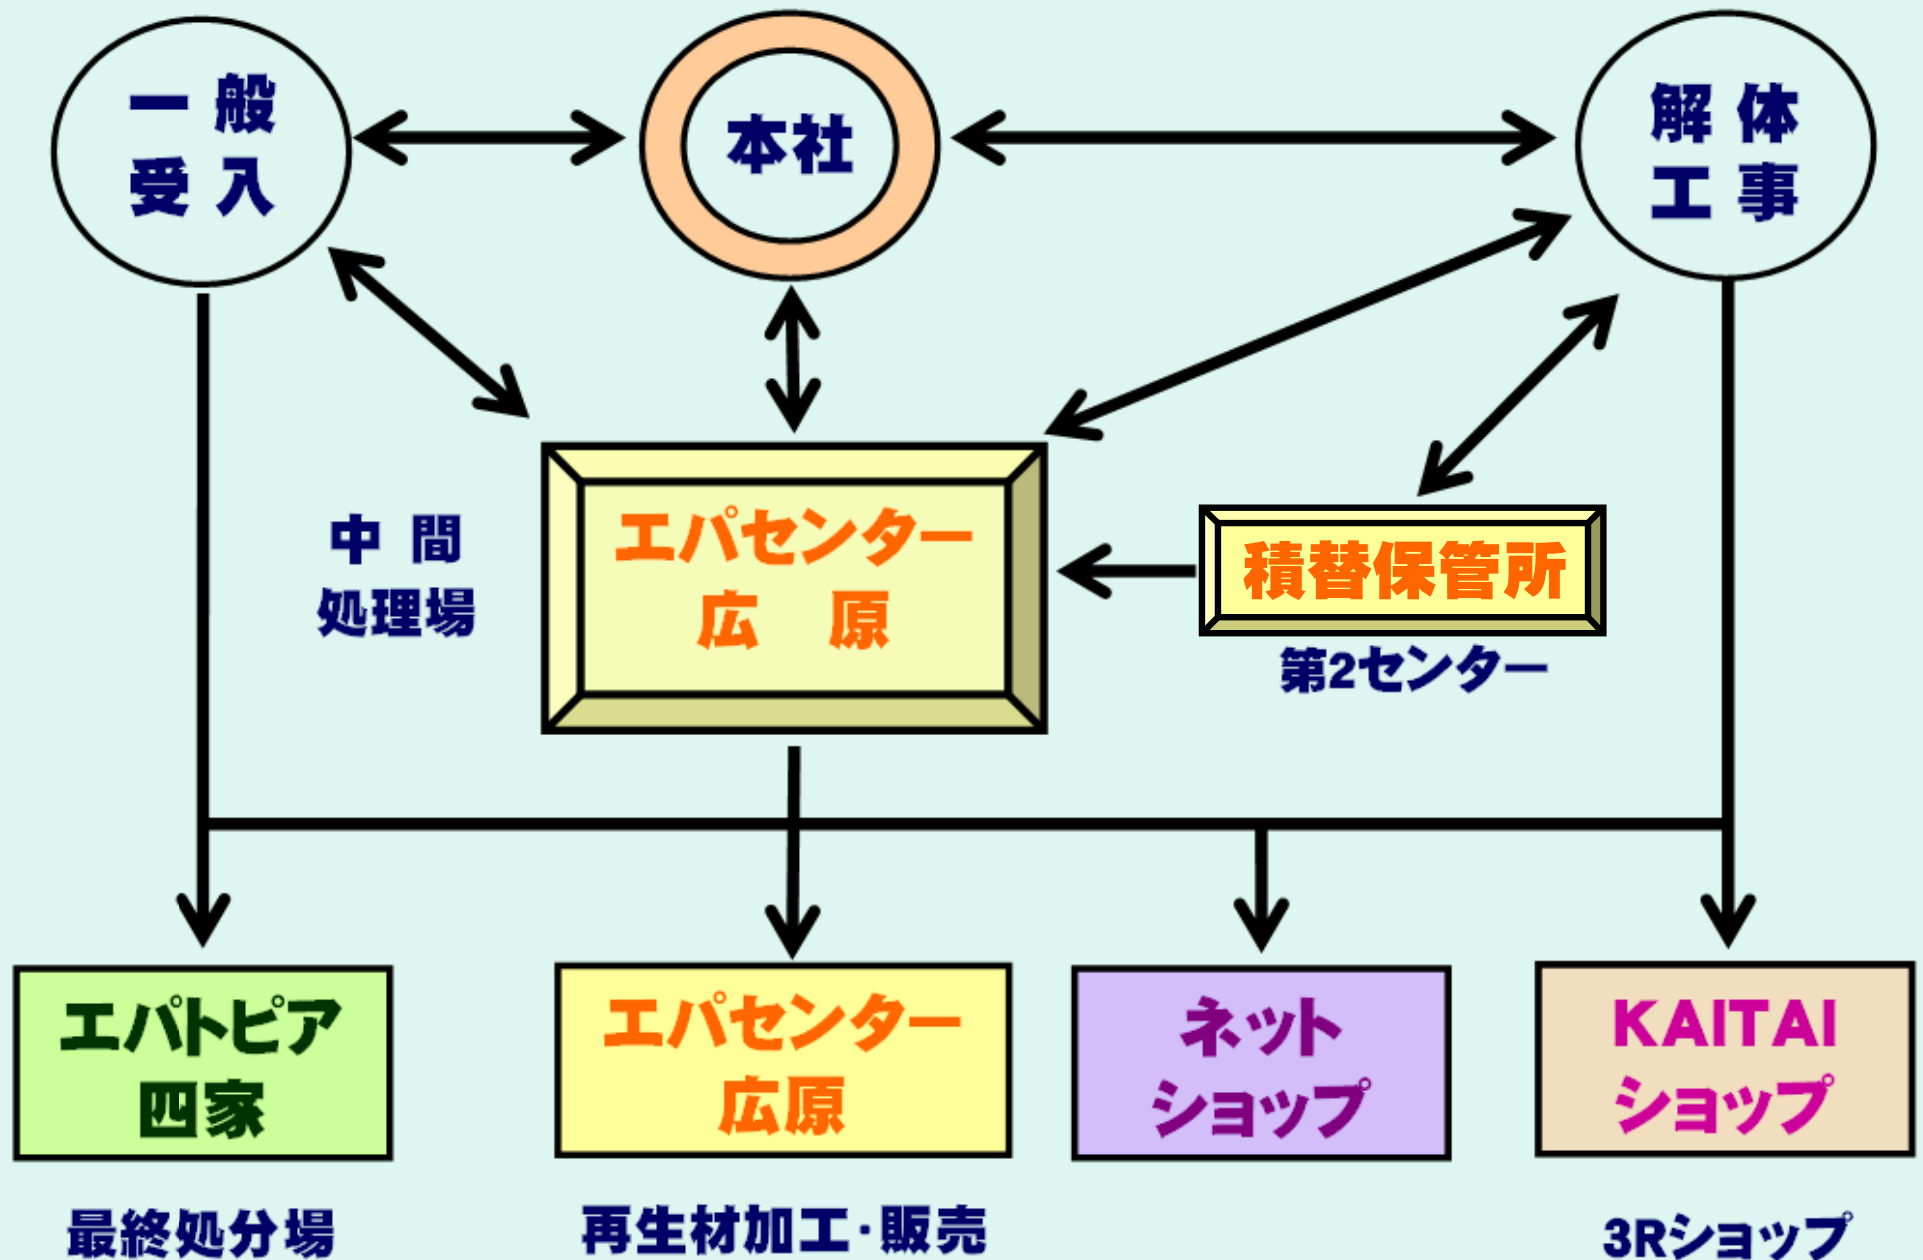 一般
受入
本社
解体
工事
中間
処理場
エパセンター
広原
積替保管所
第2センター
エパトピア
四家
エパセンター
広原
ネット
ショップ
KAITAI
ショップ
最終処分場
再生材加工・販売
3Rショップ